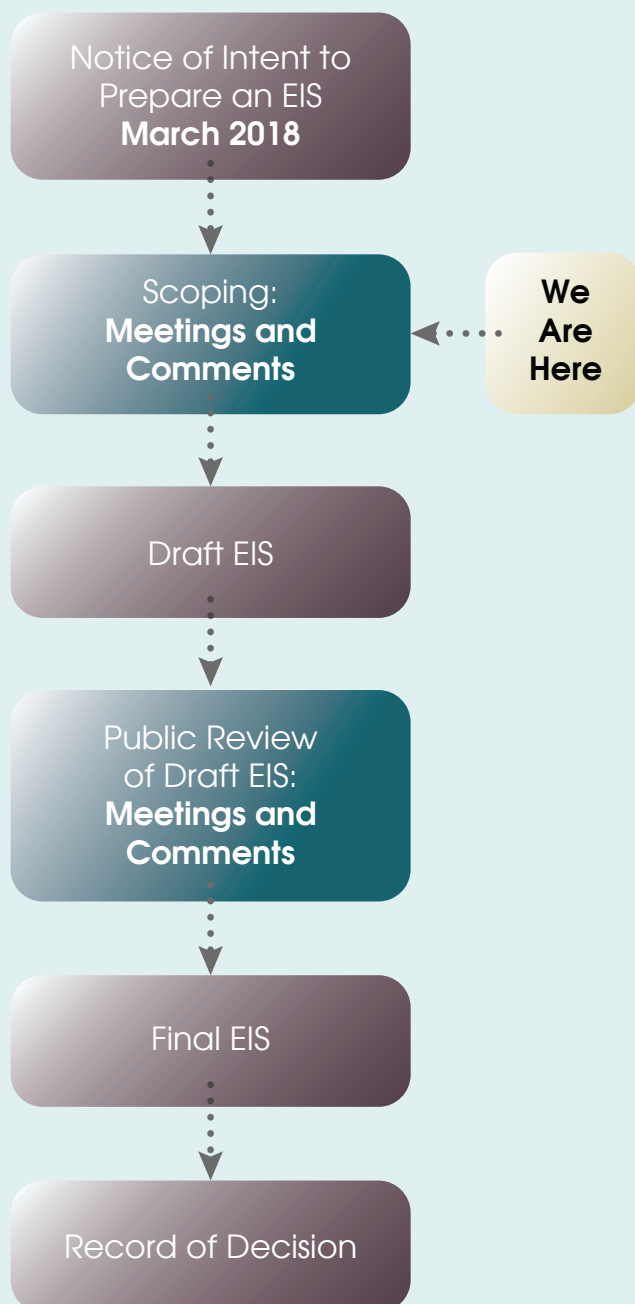 Notice of Intent to
Prepare an EIS
March 2018
Scoping:
Meetings and
Comments
We
Are
Here
Draft EIS
Public Review
of Draft EIS:
Meetings and
Comments
Final EIS
Record of Decision